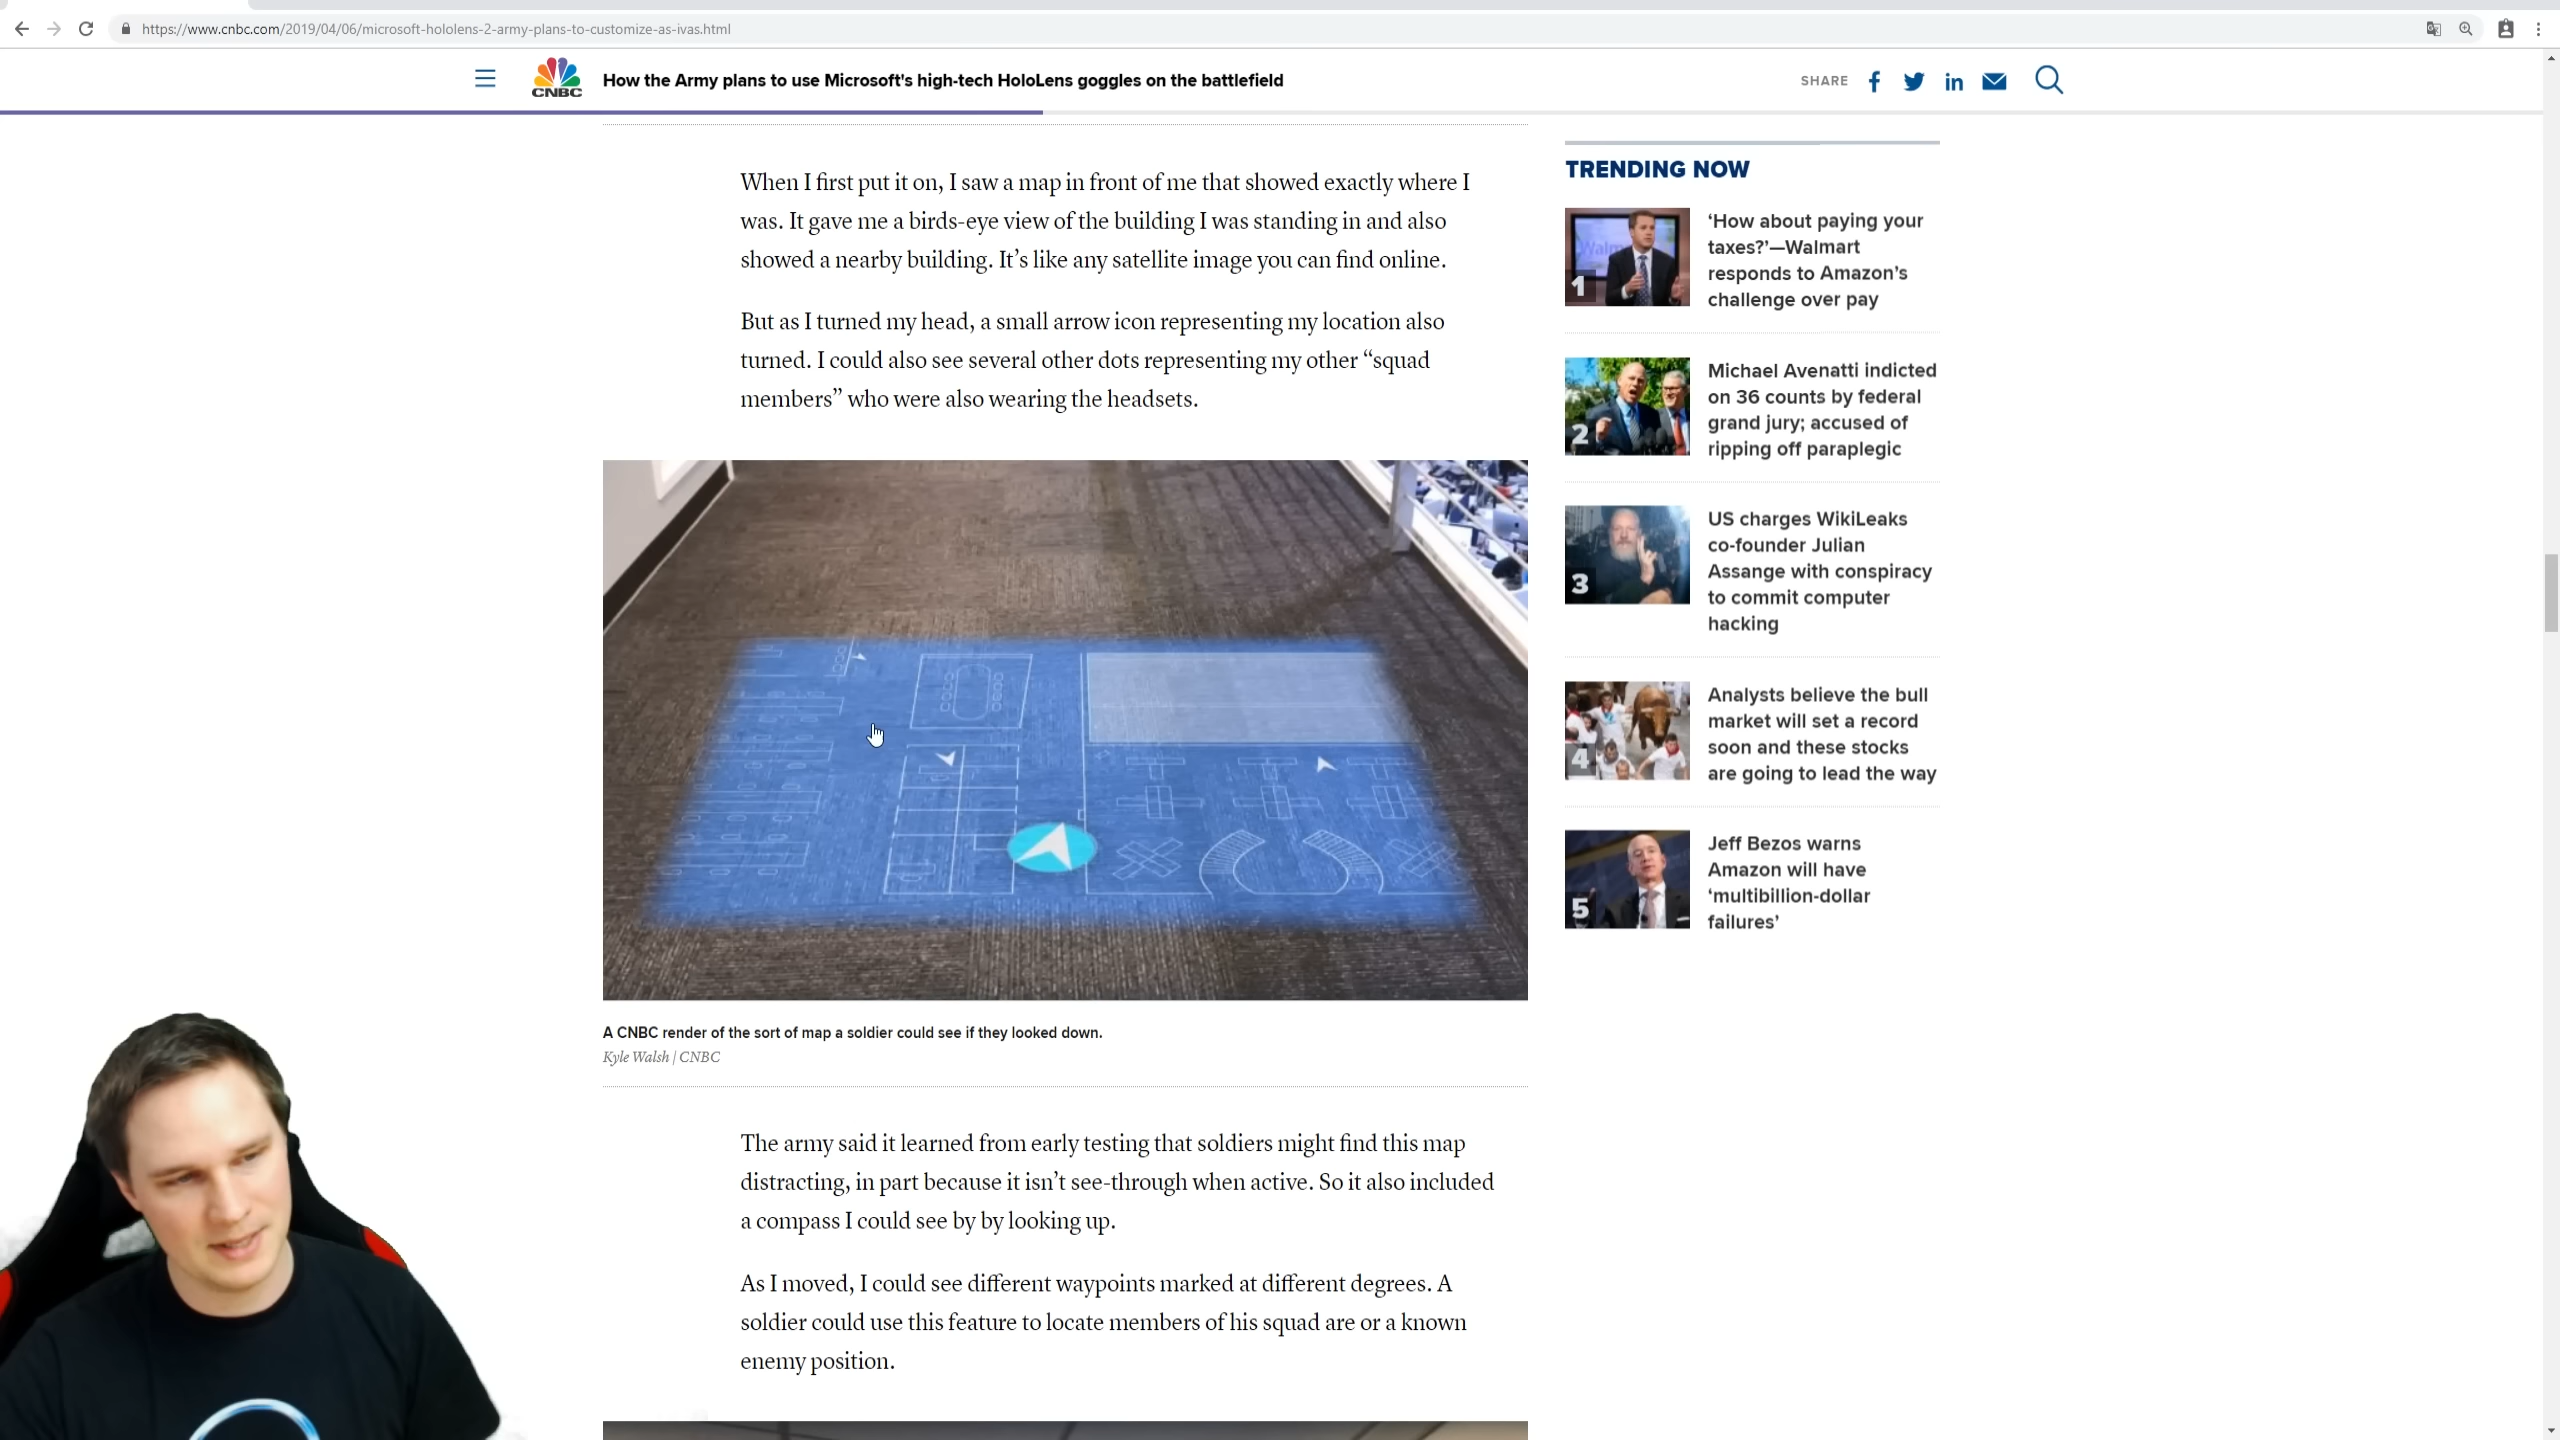 https://www.cnbc.com/2019/04/06/microsoft-hololens-2-army-plans-to-customize-as-ivas.html
CNBC
How the Army plans to use Microsoft's high-tech HoloLens goggles on the battlefield
SHARE
When I first put it on, I saw a map in front of me that showed exactly where I
was. It gave me a birds-eye view of the building I was standing in and also
showed a nearby building. It’s like any satellite image you can find online.
But as I turned my head, a small arrow icon representing my location also
turned. I could also see several other dots representing my other “squad
members” who were also wearing the headsets.
A CNBC render of the sort of map a soldier could see if they looked down.
Kyle Walsh | CNBC
The army said it learned from early testing that soldiers might find this map
distracting, in part because it isn’t see-through when active. So it also included
a compass I could see by by looking up.
As I moved, I could see different waypoints marked at different degrees. A
soldier could use this feature to locate members of his squad are or a known
enemy position.
TRENDING NOW
1
‘How about paying your
taxes?’—Walmart
responds to Amazon’s
challenge over pay
2
Michael Avenatti indicted
on 36 counts by federal
grand jury; accused of
ripping off paraplegic
3
US charges WikiLeaks
co-founder Julian
Assange with conspiracy
to commit computer
hacking
4
Analysts believe the bull
market will set a record
soon and these stocks
are going to lead the way
5
Jeff Bezos warns
Amazon will have
‘multibillion-dollar
failures’